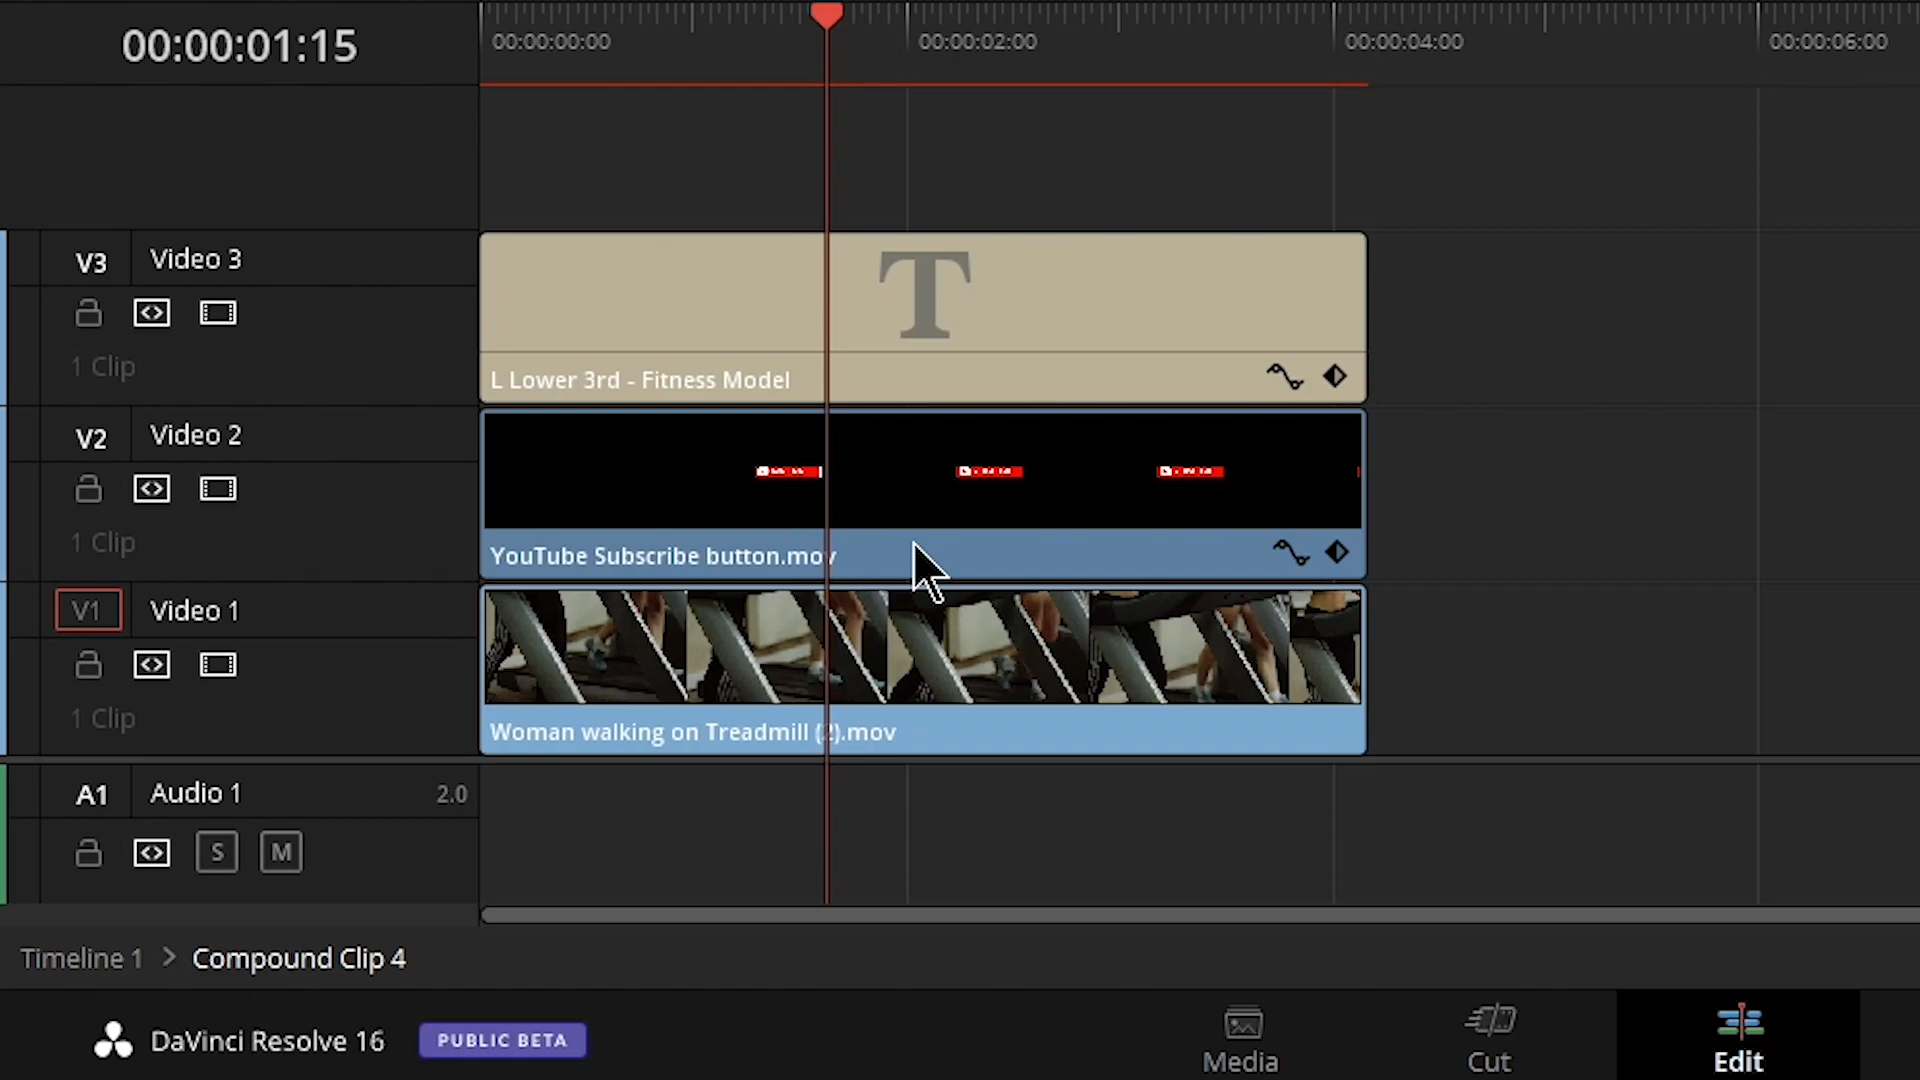 00:00:01:15
00:00:00:00
00:00:02:00
00:00:04:00
00:00:06:00
V3 Video 3
1 Clip
T
L Lower 3rd - Fitness Model
V2 Video 2
1 Clip
YouTube Subscribe button.mov
V1 Video 1
1 Clip
Woman walking on Treadmill (2).mov
A1 Audio 1 2.0
S M
Timeline 1 > Compound Clip 4
DaVinci Resolve 16 PUBLIC BETA
Media Cut Edit